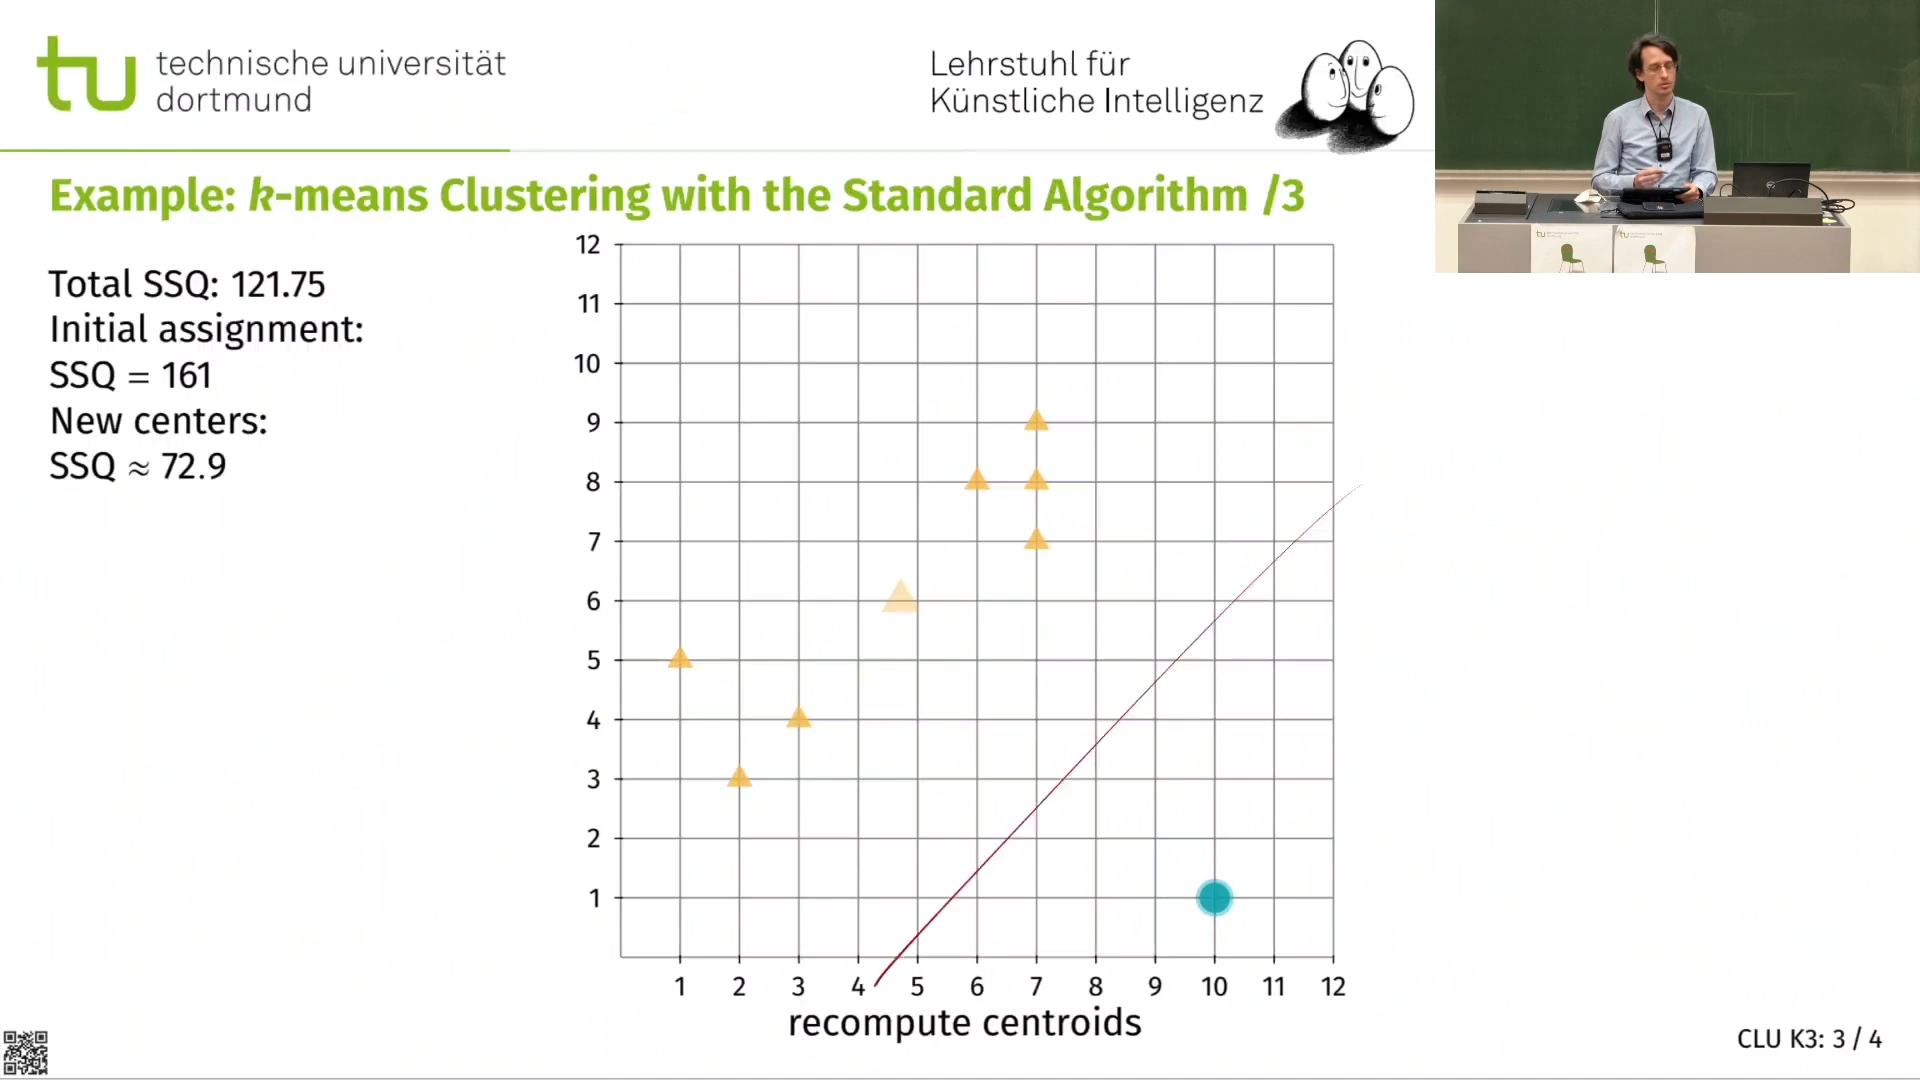 technische universität
dortmund
Lehrstuhl für
Künstliche Intelligenz
Example: k-means Clustering with the Standard Algorithm /3
Total SSQ: 121.75
Initial assignment:
SSQ = 161
New centers:
SSQ ≈ 72.9
12
11
10
9
8
7
6
5
4
3
2
1
1 2 3 4 5 6 7 8 9 10 11 12
recompute centroids
CLU K3: 3 / 4